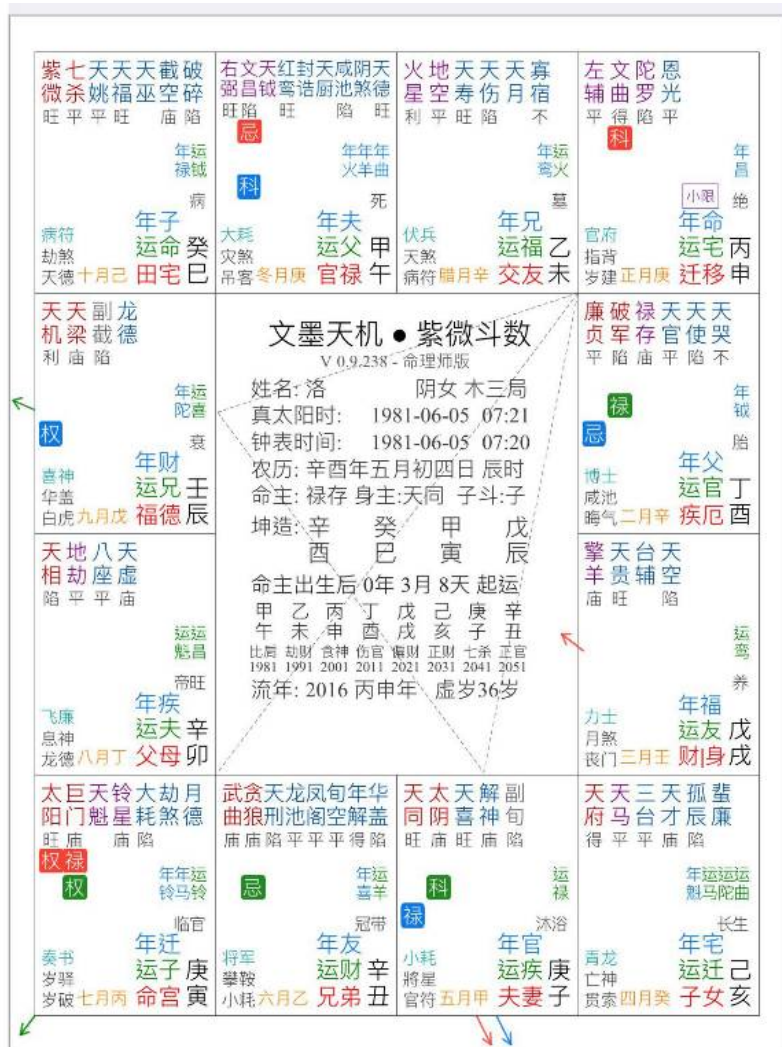 紫七天天天截破
微杀姚福巫空碎
旺平平旺 庙陷
年运
禄钺
病
病符
劫煞
天德 十月己
年子
运命
田宅
癸
巳
右文天红封天咸阴天
弼昌钺鸾诰厨池煞德
旺陷 旺 陷 旺
忌
科
年年年
火羊曲
死
大耗
灾煞
吊客 冬月庚
年夫
运父
官禄
甲
午
火地天天天寡
星空寿伤月宿
利平旺陷 不
年运
鸾火
墓
伏兵
天煞
病符 腊月辛
年兄
运福
交友
乙
未
左文陀恩
辅曲罗光
平得陷平
科
年
昌
小限
绝
官府
指背
岁建 正月庚
年命
运宅
迁移
丙
申
天天副龙
机梁截德
利庙陷
年运
陀喜
权
衰
喜神
华盖
白虎 九月戊
年财
运兄
福德
壬
辰
文墨天机 ● 紫微斗数
V 0.9.238 - 命理师版
姓名: 洛 阴女 木三局
真太阳时: 1981-06-05 07:21
钟表时间: 1981-06-05 07:20
农历: 辛酉年五月初四日 辰时
命主: 禄存 身主:天同 子斗:子
坤造: 辛 癸 甲 戊
酉 巳 寅 辰
命主出生后 0年 3月 8天 起运
甲 乙 丙 丁 戊 己 庚 辛
午 未 申 酉 戌 亥 子 丑
比肩 劫财 食神 伤官 偏财 正财 七杀 正官
1981 1991 2001 2011 2021 2031 2041 2051
流年: 2016 丙申年 虚岁36岁
廉破禄天天天
贞军存官使哭
平陷庙平陷不
禄
忌
年
钺
胎
博士
咸池
晦气 二月辛
年父
运官
疾厄
丁
酉
天地八天
相劫座虚
陷平平庙
运运
魁昌
帝旺
飞廉
息神
龙德 八月丁
年疾
运夫
父母
辛
卯
擎天台天
羊贵辅空
庙旺 陷
运
鸾
养
力士
月煞
丧门 三月壬
年福
运友
财|身
戊
戌
太巨天铃大劫月
阳门魁星耗煞德
旺庙 庙陷
权禄
权
年年运
铃马铃
临官
奏书
岁驿
岁破 七月丙
年迁
运子
命宫
庚
寅
武贪天龙凤旬年华
曲狼刑池阁空解盖
庙庙陷平平平得陷
忌
年运
喜羊
冠带
将军
攀鞍
小耗 六月乙
年友
运财
兄弟
辛
丑
天太天解副
同阴喜神旬
旺庙旺庙陷
科
禄
运
禄
沐浴
小耗
將星
官符 五月甲
年官
运疾
夫妻
庚
子
天天三天孤蜚
府马台才辰廉
得平平庙陷
年运运运
魁马陀曲
长生
青龙
亡神
贯索 四月癸
年宅
运迁
子女
己
亥